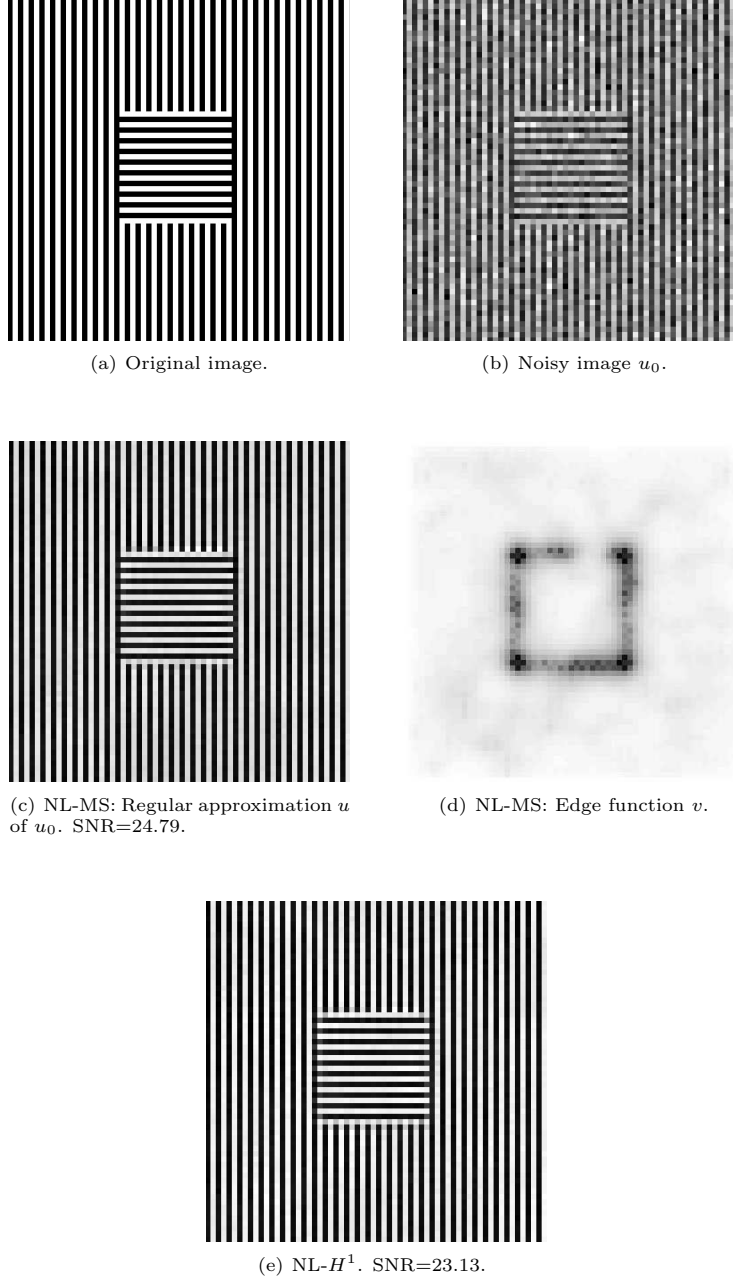 (a) Original image.
(b) Noisy image u₀.
(c) NL-MS: Regular approximation u
of u₀. SNR=24.79.
(d) NL-MS: Edge function v.
(e) NL-H¹. SNR=23.13.